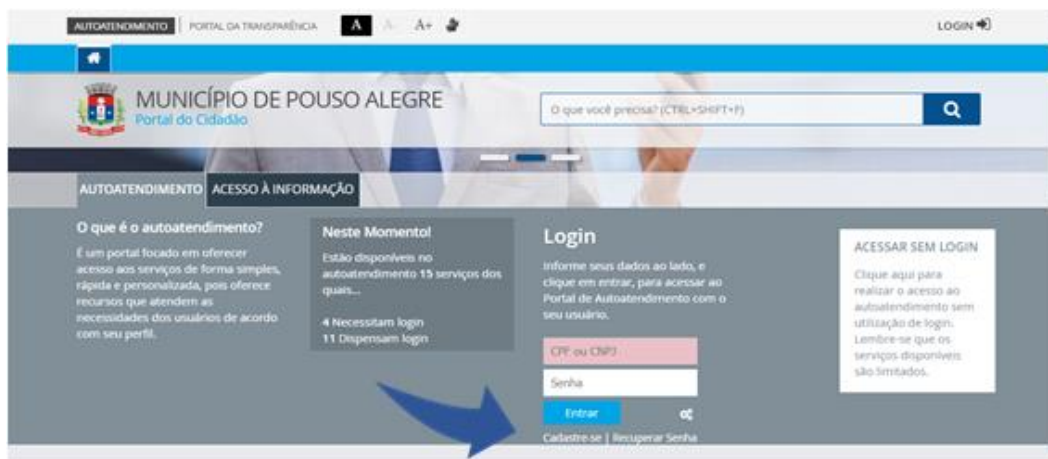 AUTOATENDIMENTO | PORTAL DA TRANSPARÊNCIA A A- A+ LOGIN
MUNICÍPIO DE POUSO ALEGRE
Portal do Cidadão
O que você precisa? (CTRL+SHIFT+F)
AUTOATENDIMENTO ACESSO À INFORMAÇÃO
O que é o autoatendimento?
É um portal focado em oferecer
acesso aos serviços de forma simples,
rápida e personalizada, pois oferece
recursos que atendem as
necessidades dos usuários de acordo
com seu perfil.
Neste Momento!
Estão disponíveis no
autoatendimento 15 serviços dos
quais...
4 Necessitam login
11 Dispensam login
Login
Informe seus dados ao lado, e
clique em entrar, para acessar ao
Portal de Autoatendimento com o
seu usuário.
CPF ou CNPJ
Senha
Entrar
Cadastre-se | Recuperar Senha
ACESSAR SEM LOGIN
Clique aqui para
realizar o acesso ao
autoatendimento sem
utilização de login.
Lembre-se que os
serviços disponíveis
são limitados.